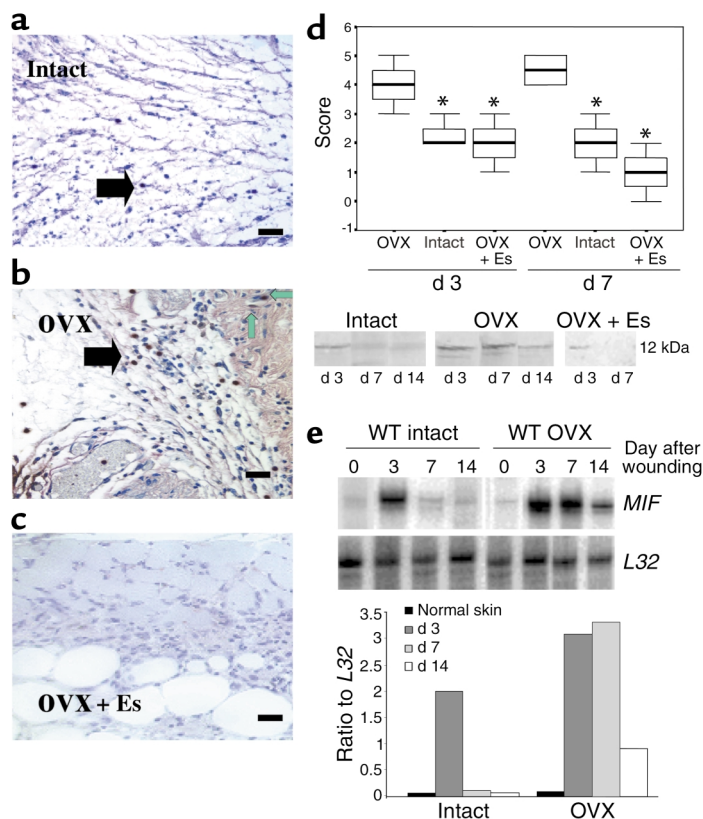 a
Intact
b
OVX
c
OVX + Es
d
Score
6
5
4
3
2
1
0
-1
* * * *
OVX Intact OVX + Es OVX Intact OVX + Es
d 3 d 7
Intact OVX OVX + Es
12 kDa
d 3 d 7 d 14 d 3 d 7 d 14 d 3 d 7
e
WT intact WT OVX Day after
0 3 7 14 0 3 7 14 wounding
MIF
L32
Ratio to L32
3.5
3
2.5
2
1.5
1
0.5
0
Normal skin
d 3
d 7
d 14
Intact OVX